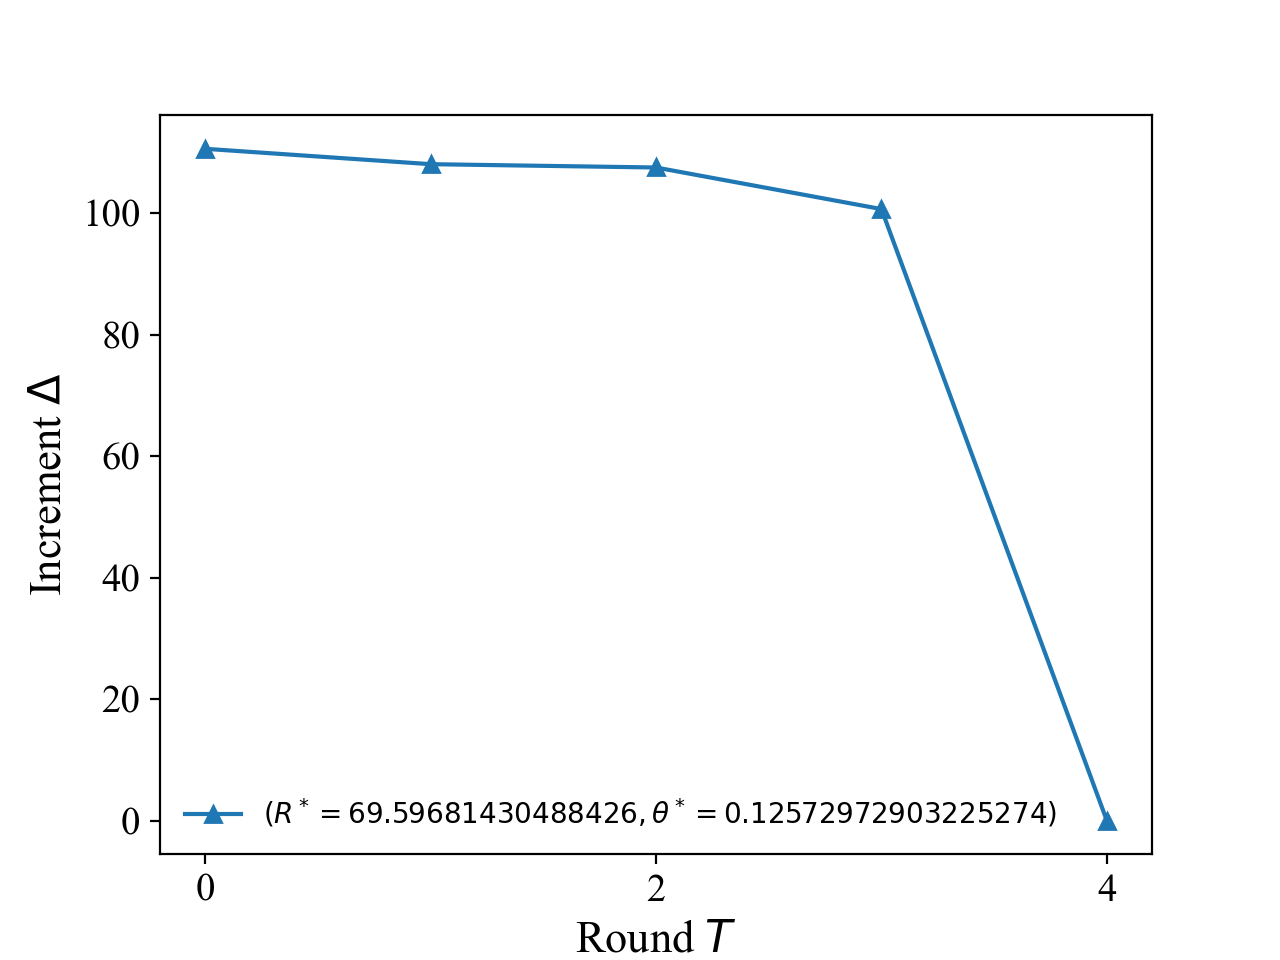 100
80
60
40
20
0
Increment Δ
(R* = 69.59681430488426, θ* = 0.12572972903225274)
0 2 4
Round T